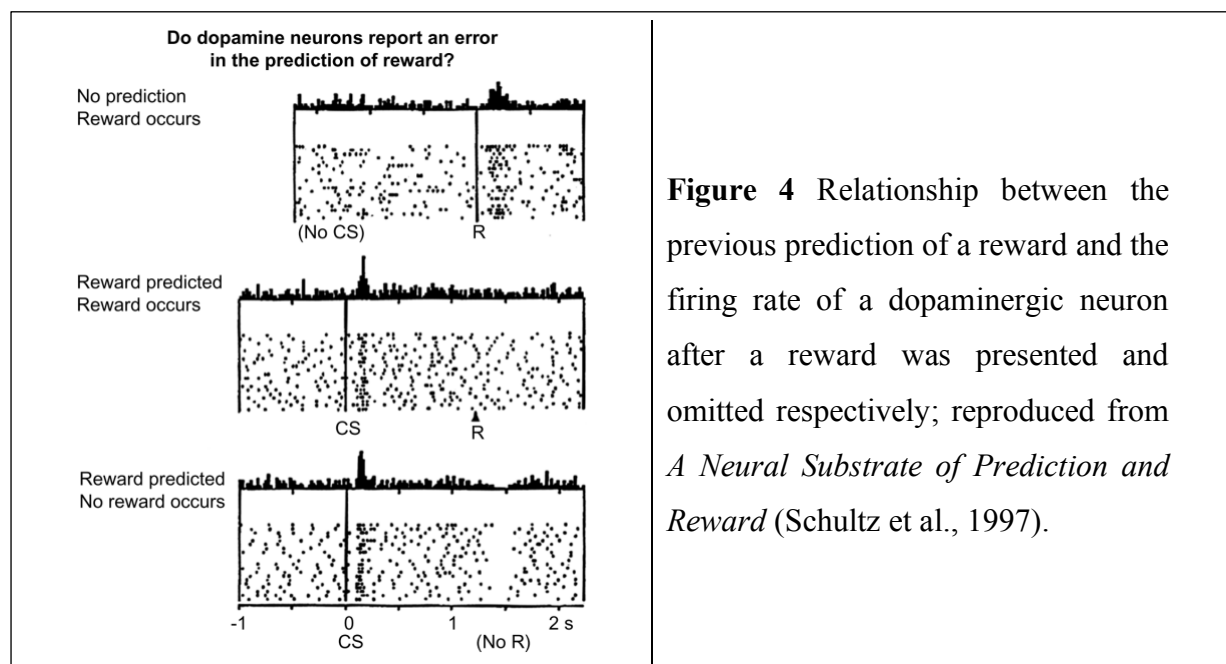 Do dopamine neurons report an error
in the prediction of reward?
No prediction
Reward occurs
(No CS)
R
Reward predicted
Reward occurs
CS
R
Reward predicted
No reward occurs
-1
0
1
2 s
CS
(No R)
Figure 4 Relationship between the
previous prediction of a reward and the
firing rate of a dopaminergic neuron
after a reward was presented and
omitted respectively; reproduced from
A Neural Substrate of Prediction and
Reward (Schultz et al., 1997).